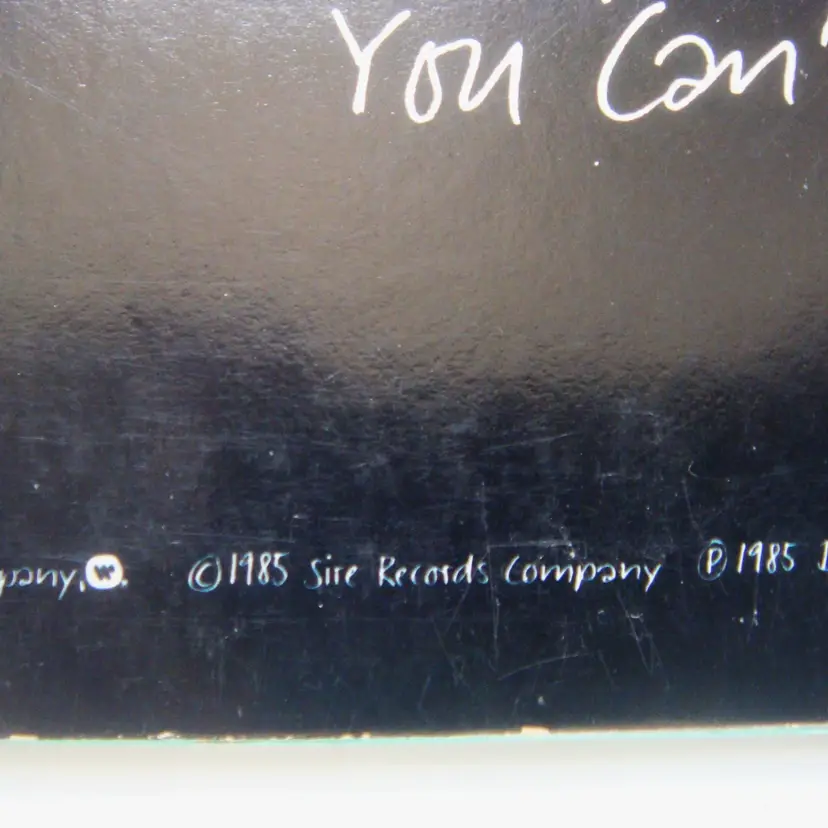 You Can'
pany, W. ©1985 Sire Records Company ℗ 1985